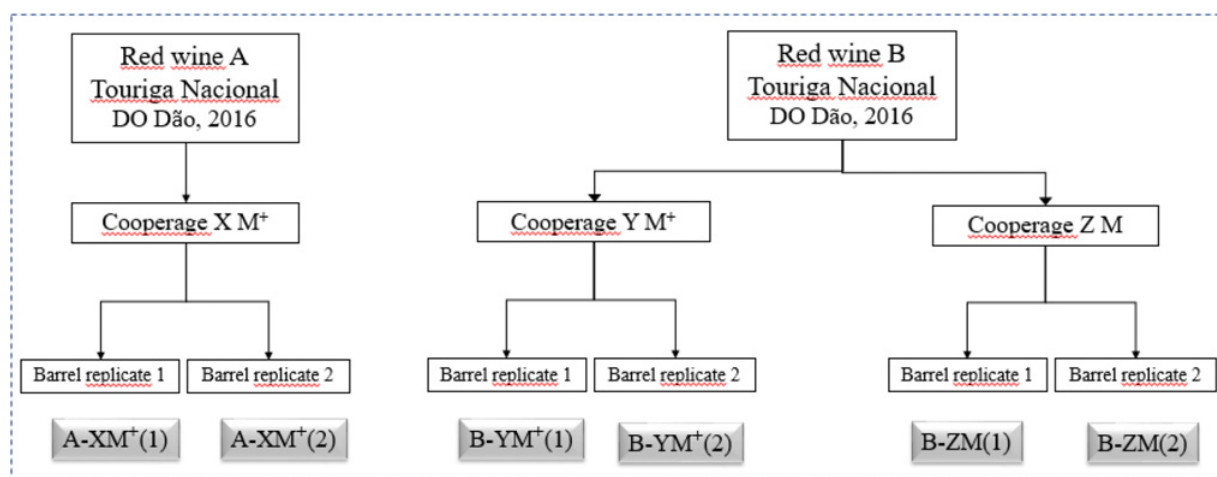 Red wine A
Touriga Nacional
DO Dão, 2016
Red wine B
Touriga Nacional
DO Dão, 2016
Cooperage X M⁺
Cooperage Y M⁺
Cooperage Z M
Barrel replicate 1
Barrel replicate 2
Barrel replicate 1
Barrel replicate 2
Barrel replicate 1
Barrel replicate 2
A-XM⁺(1)
A-XM⁺(2)
B-YM⁺(1)
B-YM⁺(2)
B-ZM(1)
B-ZM(2)